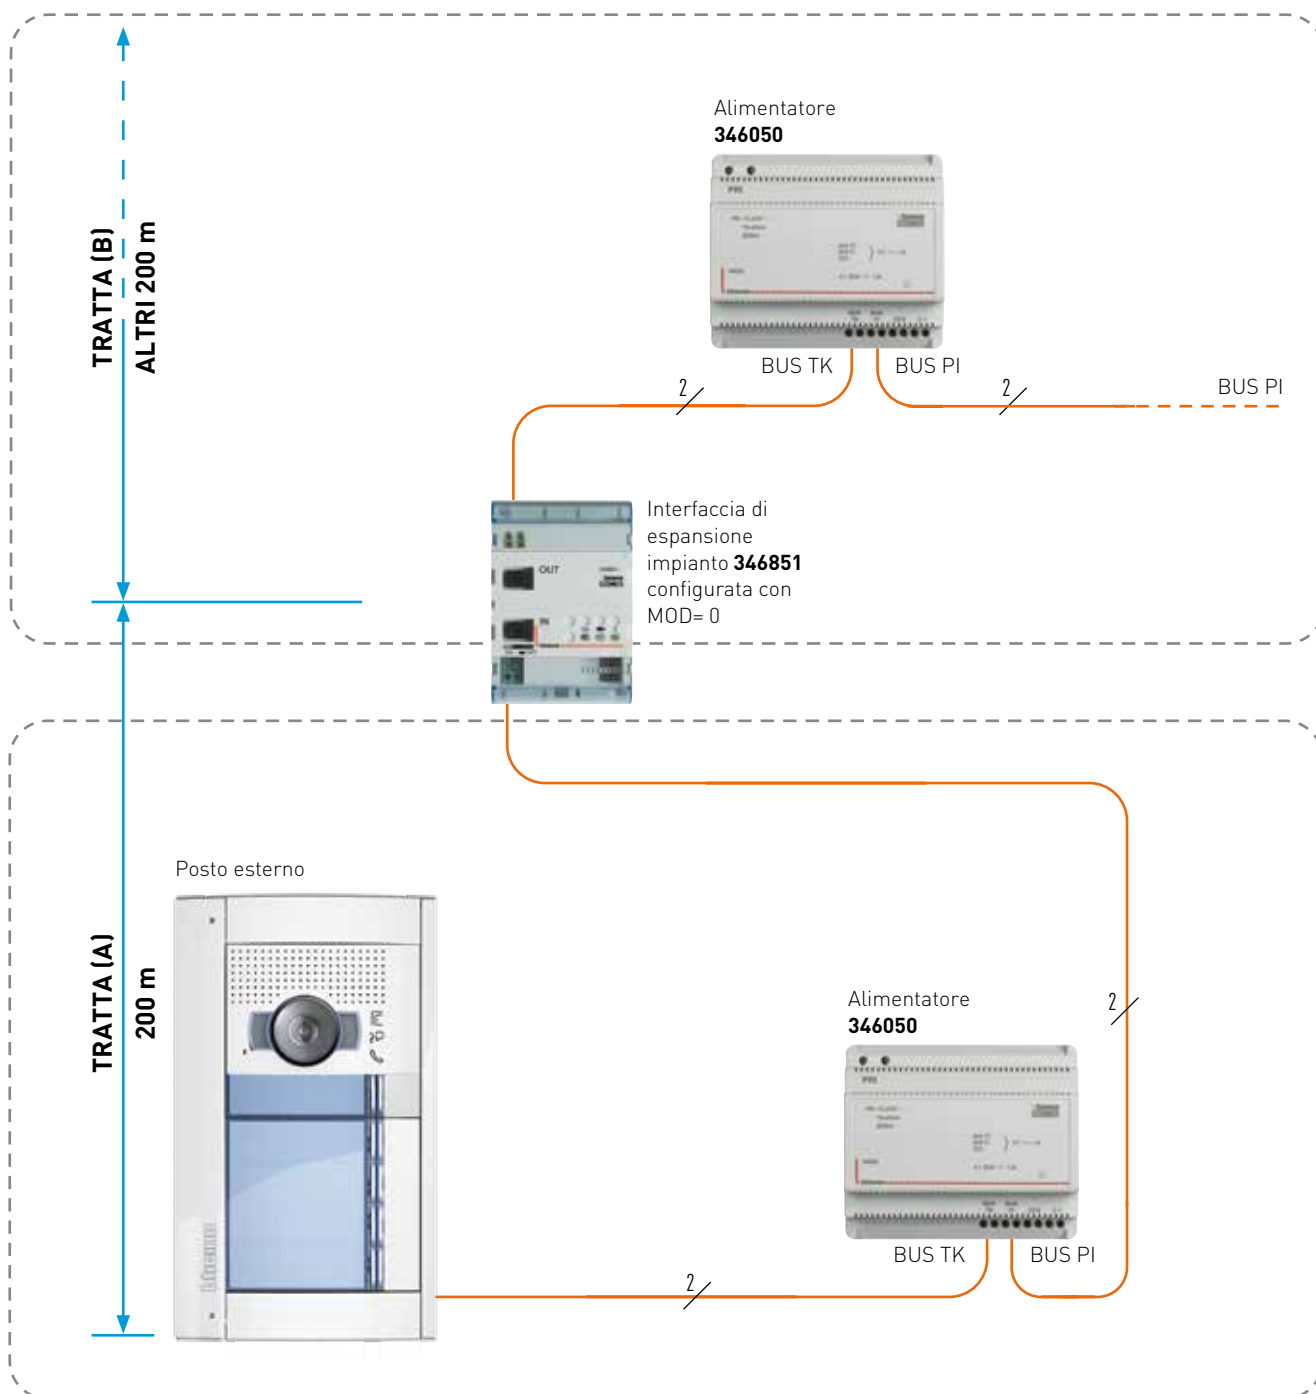 Alimentatore
346050
TRATTA (B)
ALTRI 200 m
BUS TK
BUS PI
2
2
BUS PI
Interfaccia di
espansione
impianto 346851
configurata con
MOD= 0
OUT
IN
Posto esterno
TRATTA (A)
200 m
2
Alimentatore
346050
BUS TK
BUS PI
2